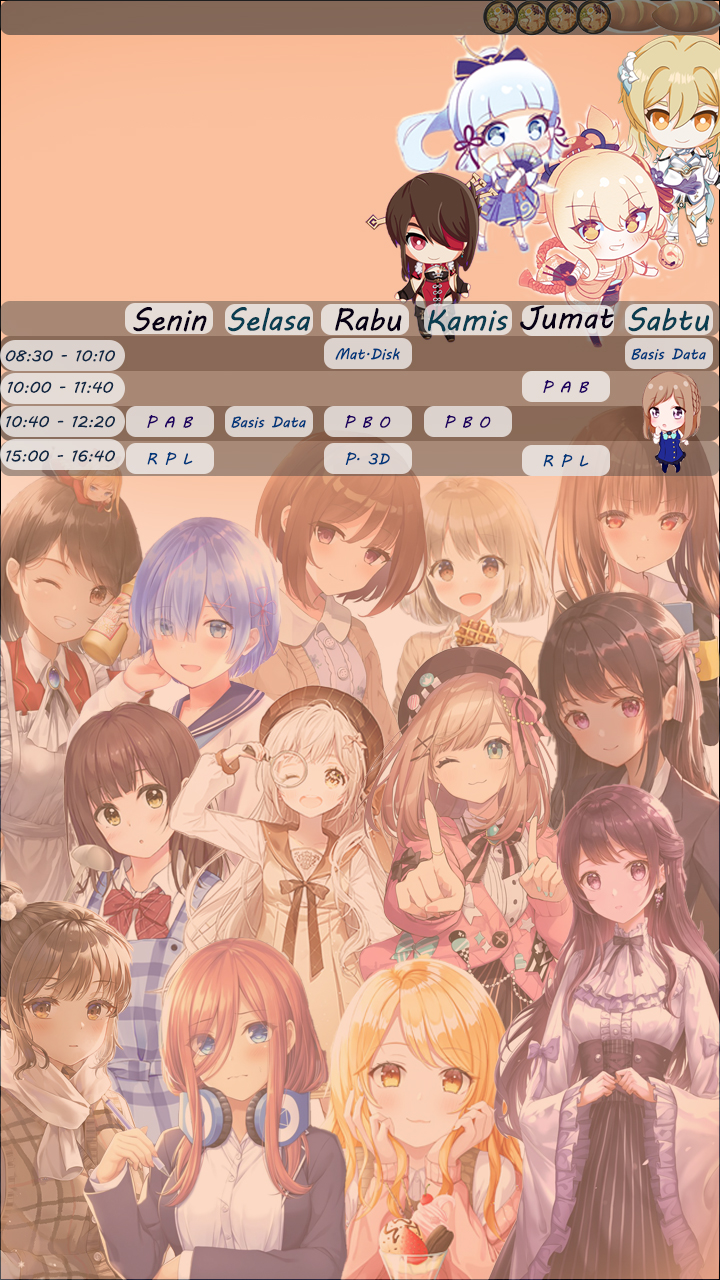 Senin Selasa Rabu Kamis Jumat Sabtu
08:30 - 10:10 Mat·Disk Basis Data
10:00 - 11:40 P A B
10:40 - 12:20 P A B Basis Data P B O P B O
15:00 - 16:40 R P L P· 3D R P L